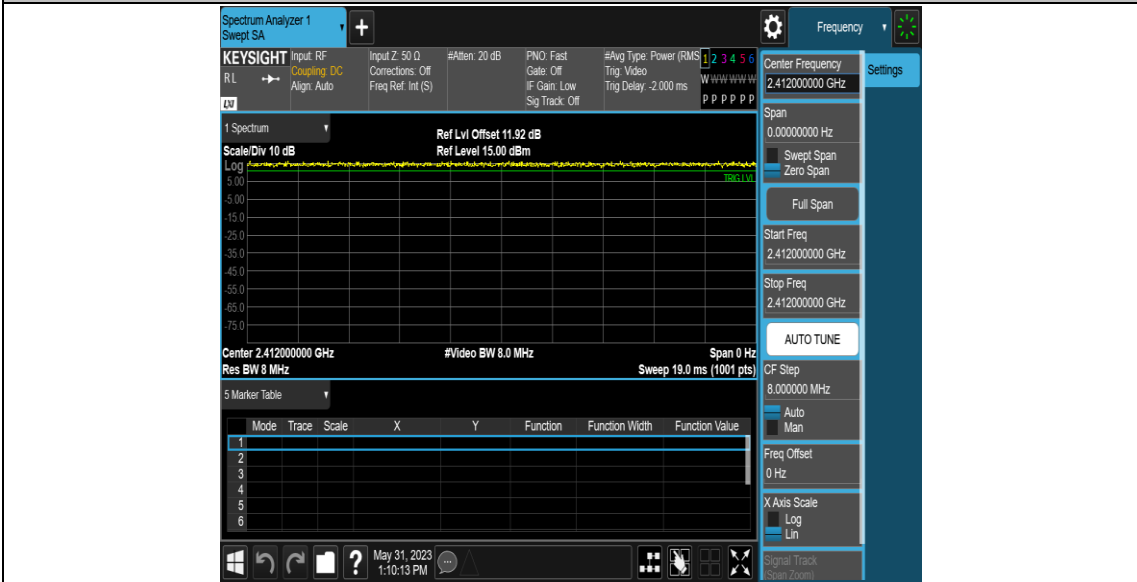 Spectrum Analyzer 1
Swept SA
+
Frequency
KEYSIGHT
RL
LXI
Input: RF
Coupling: DC
Align: Auto
Input Z: 50 Ω
Corrections: Off
Freq Ref: Int (S)
#Atten: 20 dB
PNO: Fast
Gate: Off
IF Gain: Low
Sig Track: Off
#Avg Type: Power (RMS
Trig: Video
Trig Delay: -2.000 ms
1 2 3 4 5 6
W W W W W W
P P P P P P
1 Spectrum
Ref Lvl Offset 11.92 dB
Scale/Div 10 dB
Ref Level 15.00 dBm
Log
TRIG LVL
5.00
-5.00
-15.0
-25.0
-35.0
-45.0
-55.0
-65.0
-75.0
Center 2.412000000 GHz
#Video BW 8.0 MHz
Span 0 Hz
Res BW 8 MHz
Sweep 19.0 ms (1001 pts)
5 Marker Table
Mode Trace Scale X Y Function Function Width Function Value
1
2
3
4
5
6
?
May 31, 2023
1:10:13 PM
Center Frequency
2.412000000 GHz
Settings
Span
0.00000000 Hz
Swept Span
Zero Span
Full Span
Start Freq
2.412000000 GHz
Stop Freq
2.412000000 GHz
AUTO TUNE
CF Step
8.000000 MHz
Auto
Man
Freq Offset
0 Hz
X Axis Scale
Log
Lin
Signal Track
(Span Zoom)